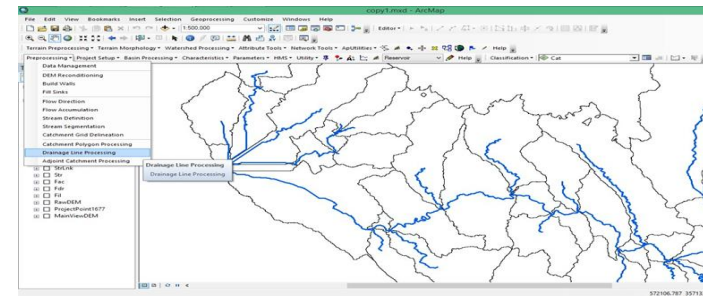 copy1.mxd - ArcMap
File Edit View Bookmarks Insert Selection Geoprocessing Customize Windows Help
1:500,000 Editor
Terrain Preprocessing Terrain Morphology Watershed Processing Attribute Tools Network Tools ApUtilities Help
Preprocessing Project Setup Basin Processing Characteristics Parameters HMS Utility Reservoir Help Classification Cat
Data Management
DEM Reconditioning
Build Walls
Fill Sinks
Flow Direction
Flow Accumulation
Stream Definition
Stream Segmentation
Catchment Grid Delineation
Catchment Polygon Processing
Drainage Line Processing
Adjoint Catchment Processing
Drainage Line Processing
Drainage Line Processing
StrLnk
Str
Fac
Fdr
Fil
RawDEM
ProjectPoint1677
MainViewDEM
572106.787 35713